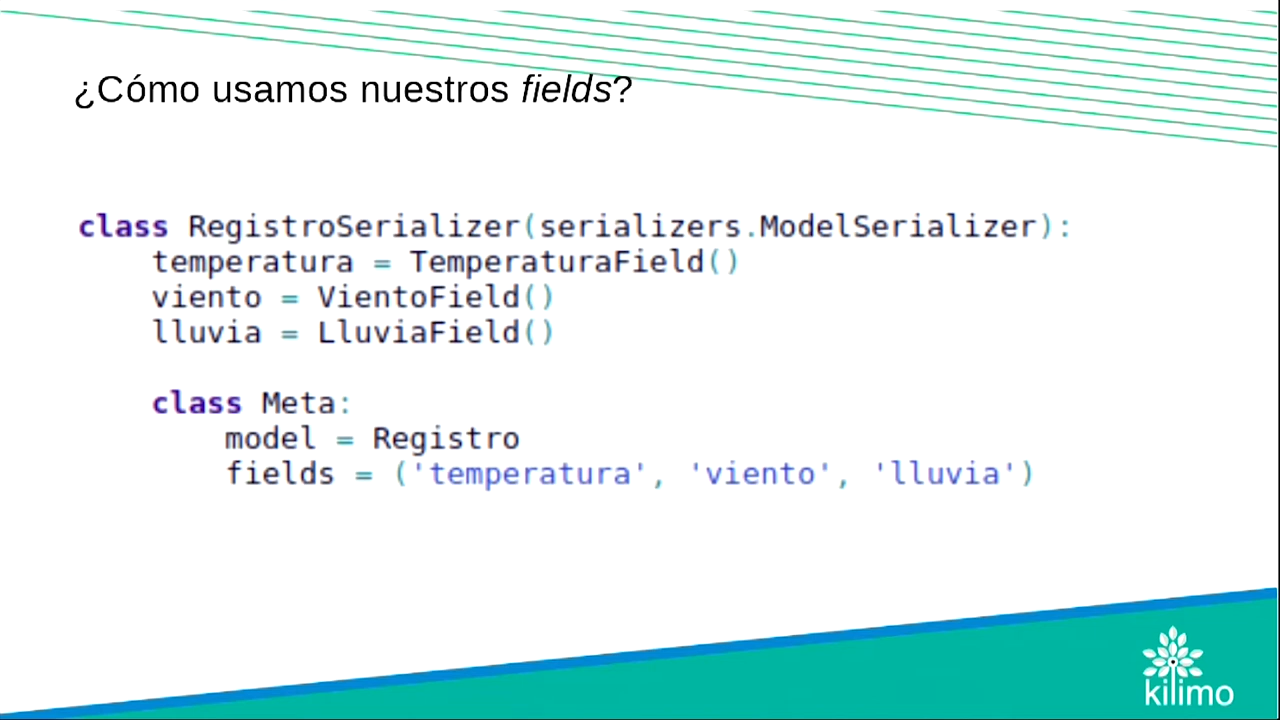 ¿Cómo usamos nuestros fields?
class RegistroSerializer(serializers.ModelSerializer):
    temperatura = TemperaturaField()
    viento = VientoField()
    lluvia = LluviaField()
    class Meta:
        model = Registro
        fields = ('temperatura', 'viento', 'lluvia')
kilimo